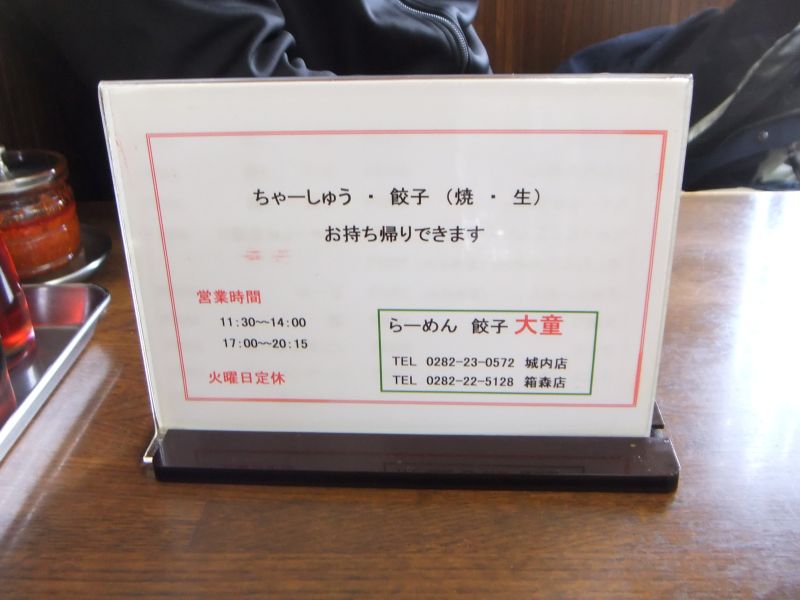 ちゃーしゅう ・ 餃子 （焼 ・ 生）
お持ち帰りできます
営業時間
11:30~~14:00
17:00~~20:15
火曜日定休
らーめん 餃子 大童
TEL 0282-23-0572 城内店
TEL 0282-22-5128 箱森店